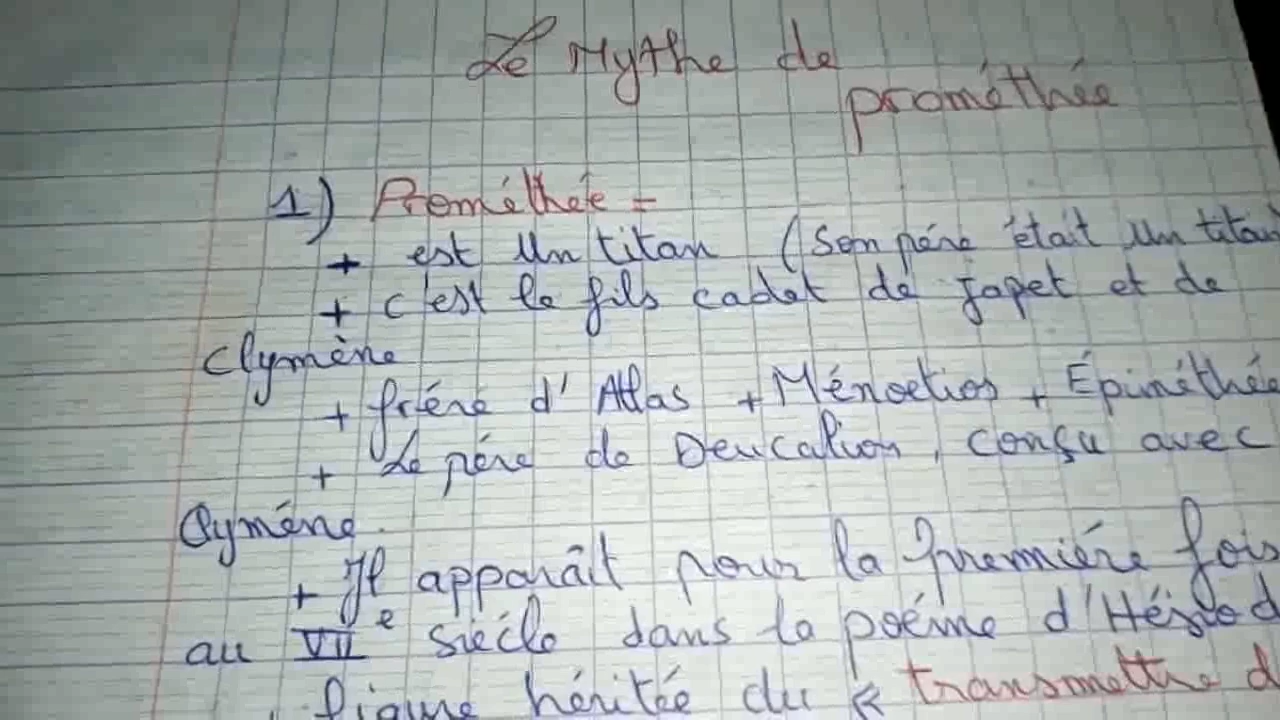 Le Mythe de
prométhée
1) Prométhée =
+ est un titan (Son père était un titan
+ c'est le fils cadet de japet et de
Clymène
+ frère d'Atlas + Ménoetios + Épiméthée
+ Le père de Deucalion, conçu avec
Clymène.
+ Il apparaît pour la première fois
au VIIe siècle dans le poème d'Hésiod
figure héritée du « transmettre d